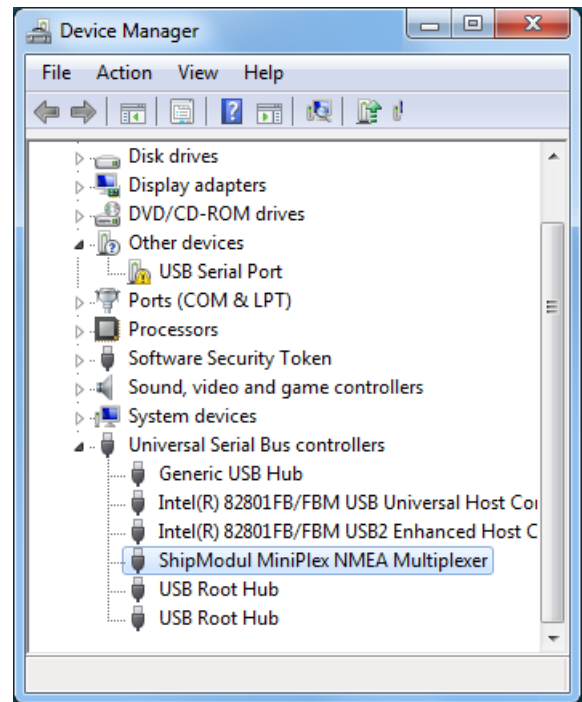 Device Manager
File Action View Help
Disk drives
Display adapters
DVD/CD-ROM drives
Other devices
USB Serial Port
Ports (COM & LPT)
Processors
Software Security Token
Sound, video and game controllers
System devices
Universal Serial Bus controllers
Generic USB Hub
Intel(R) 82801FB/FBM USB Universal Host Co
Intel(R) 82801FB/FBM USB2 Enhanced Host C
ShipModul MiniPlex NMEA Multiplexer
USB Root Hub
USB Root Hub